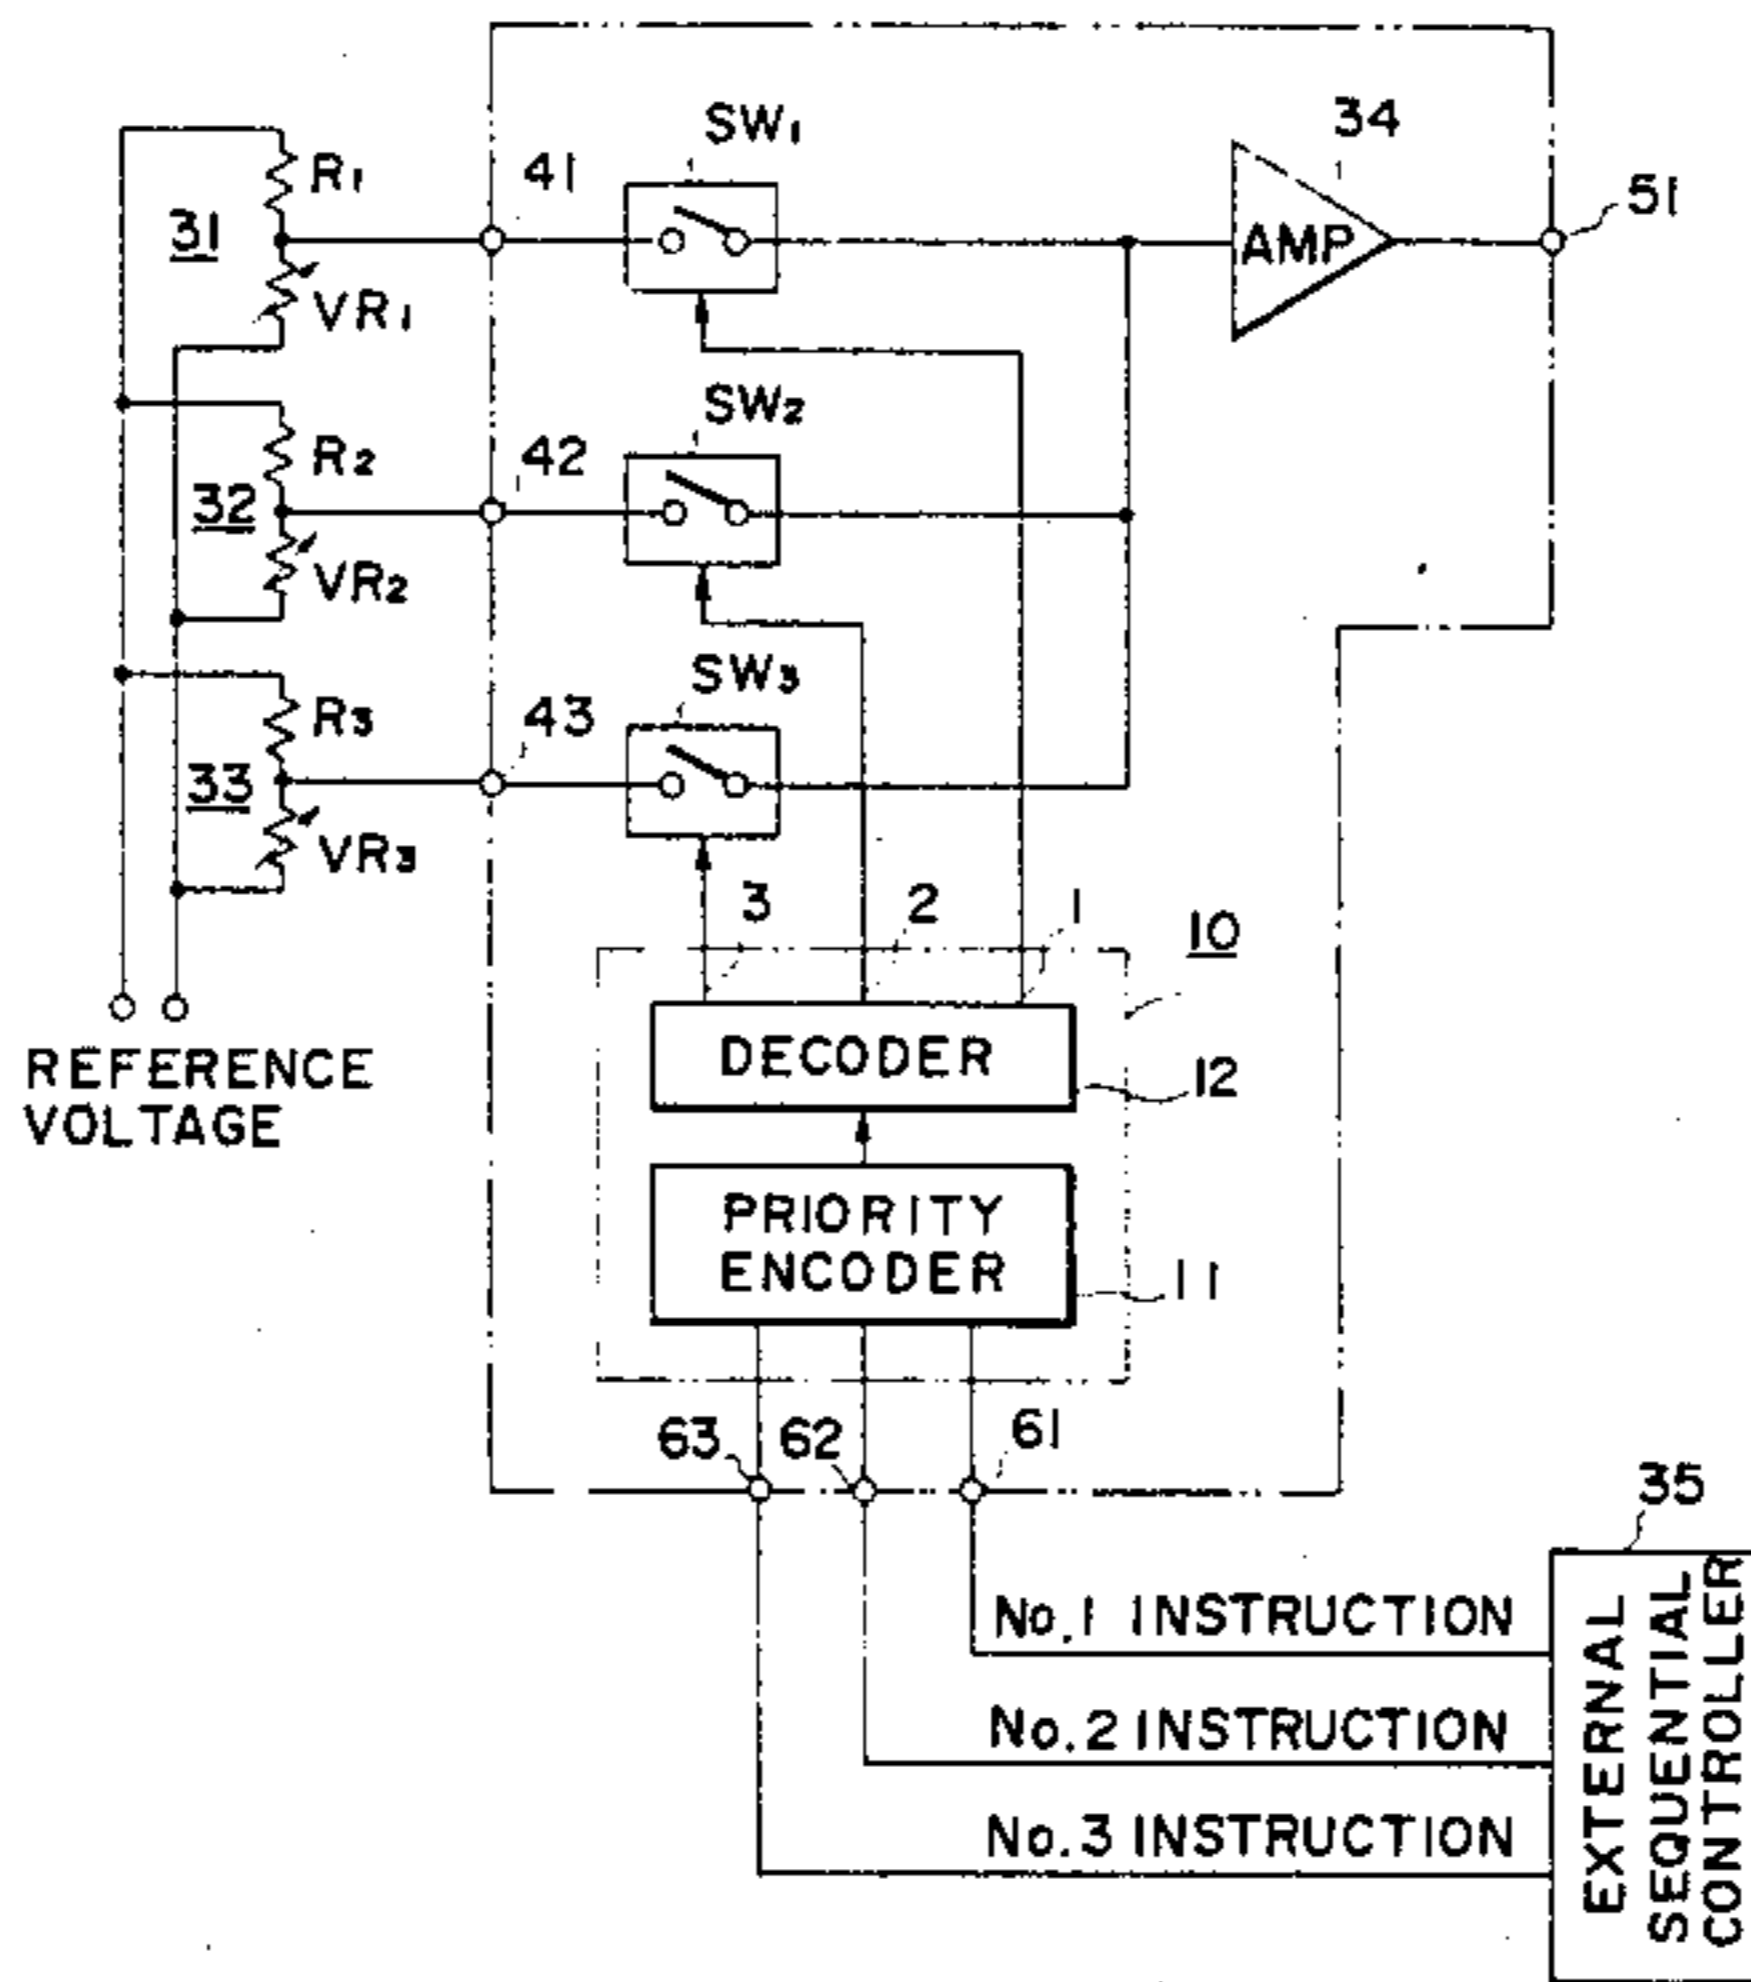 SW1
34
41
R1
51
31
AMP
VR1
SW2
42
R2
32
VR2
SW3
43
R3
33
VR3
3
2
1
10
DECODER
12
REFERENCE
VOLTAGE
PRIORITY
ENCODER
11
63
62
61
35
No.1 INSTRUCTION
No.2 INSTRUCTION
No.3 INSTRUCTION
EXTERNAL
SEQUENTIAL
CONTROLLER